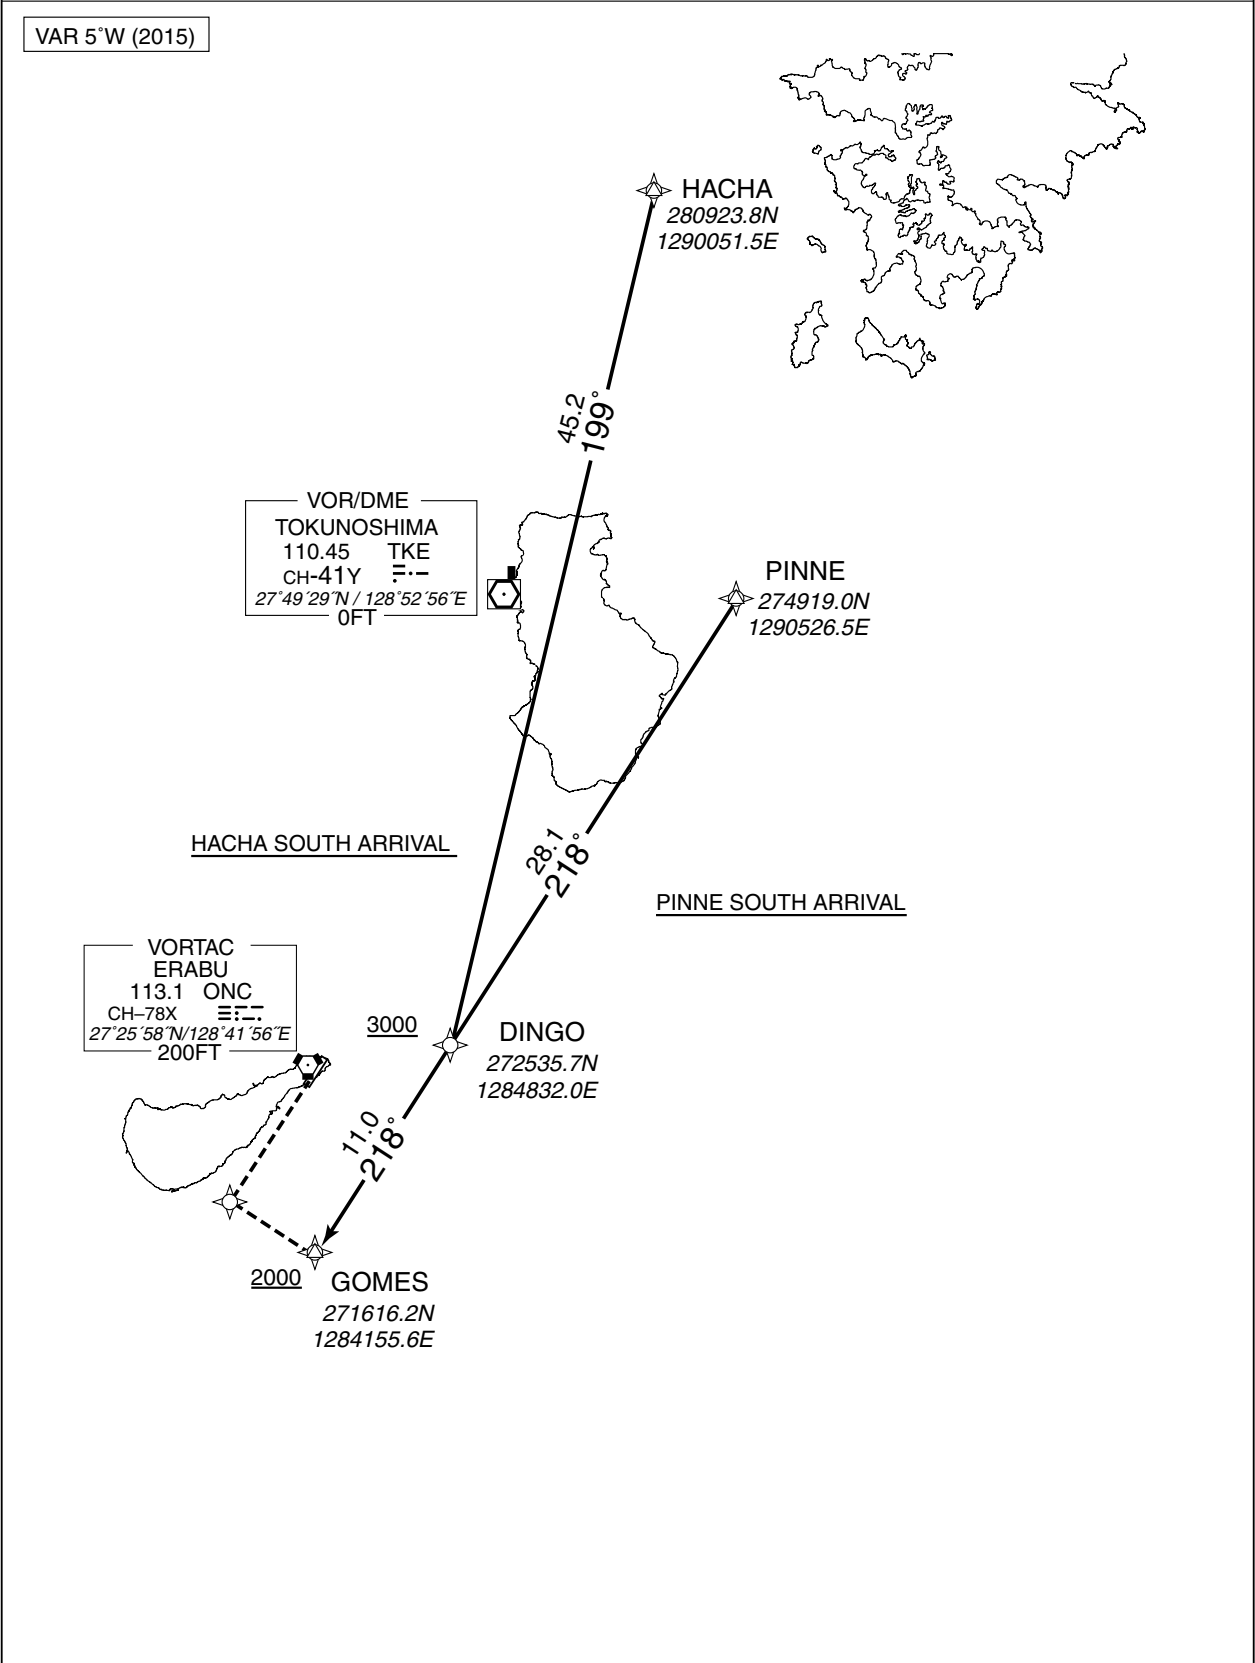 VAR 5°W (2015)
HACHA
280923.8N
1290051.5E
45.2
199°
VOR/DME
TOKUNOSHIMA
110.45 TKE
CH-41Y
27°49´29˝N / 128°52´56˝E
0FT
PINNE
274919.0N
1290526.5E
28.1
218°
HACHA SOUTH ARRIVAL
PINNE SOUTH ARRIVAL
VORTAC
ERABU
113.1 ONC
CH–78X
27°25´58˝N/128°41´56˝E
200FT
3000
DINGO
272535.7N
1284832.0E
11.0
218°
2000
GOMES
271616.2N
1284155.6E